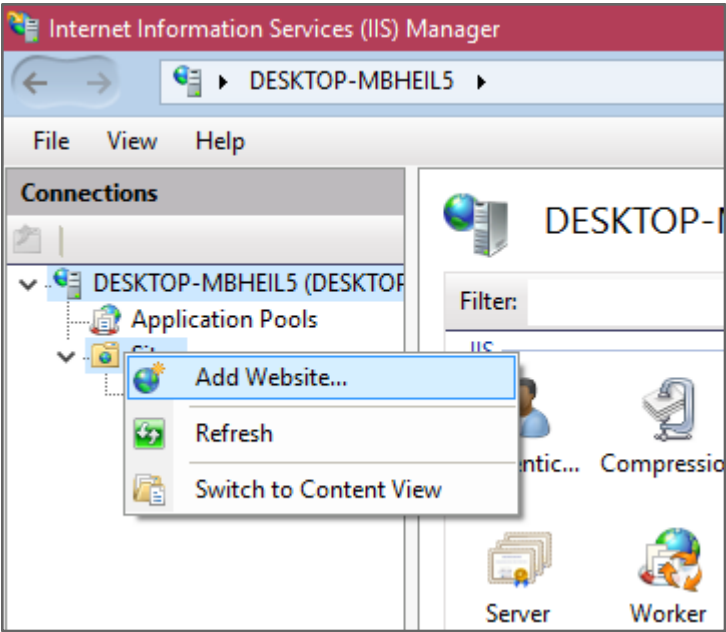 Internet Information Services (IIS) Manager
DESKTOP-MBHEIL5
File View Help
Connections
DESKTOP-MBHEIL5 (DESKTOP
Application Pools
Add Website...
Refresh
Switch to Content View
DESKTOP-
Filter:
IIS
ntic... Compressio
Server Worker